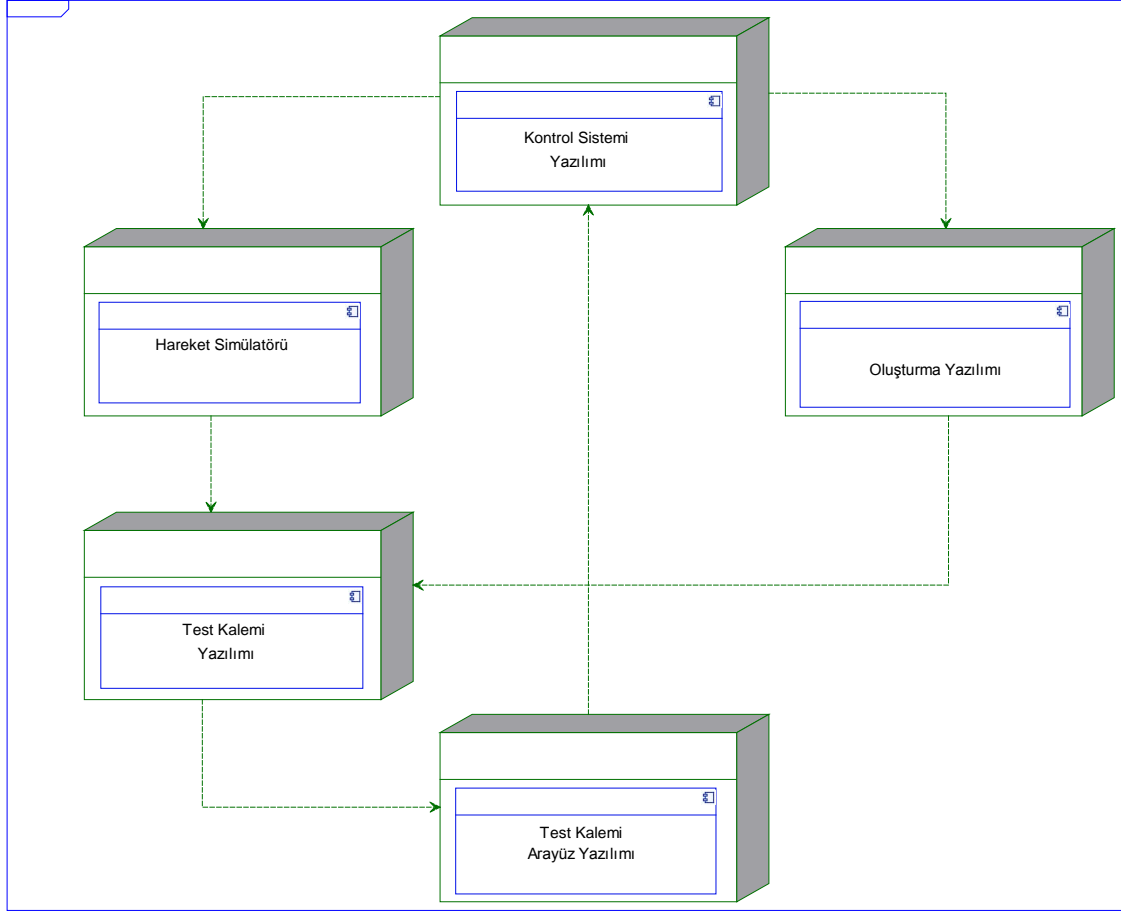 Kontrol Sistemi
Yazılımı
Hareket Simülatörü
Oluşturma Yazılımı
Test Kalemi
Yazılımı
Test Kalemi
Arayüz Yazılımı